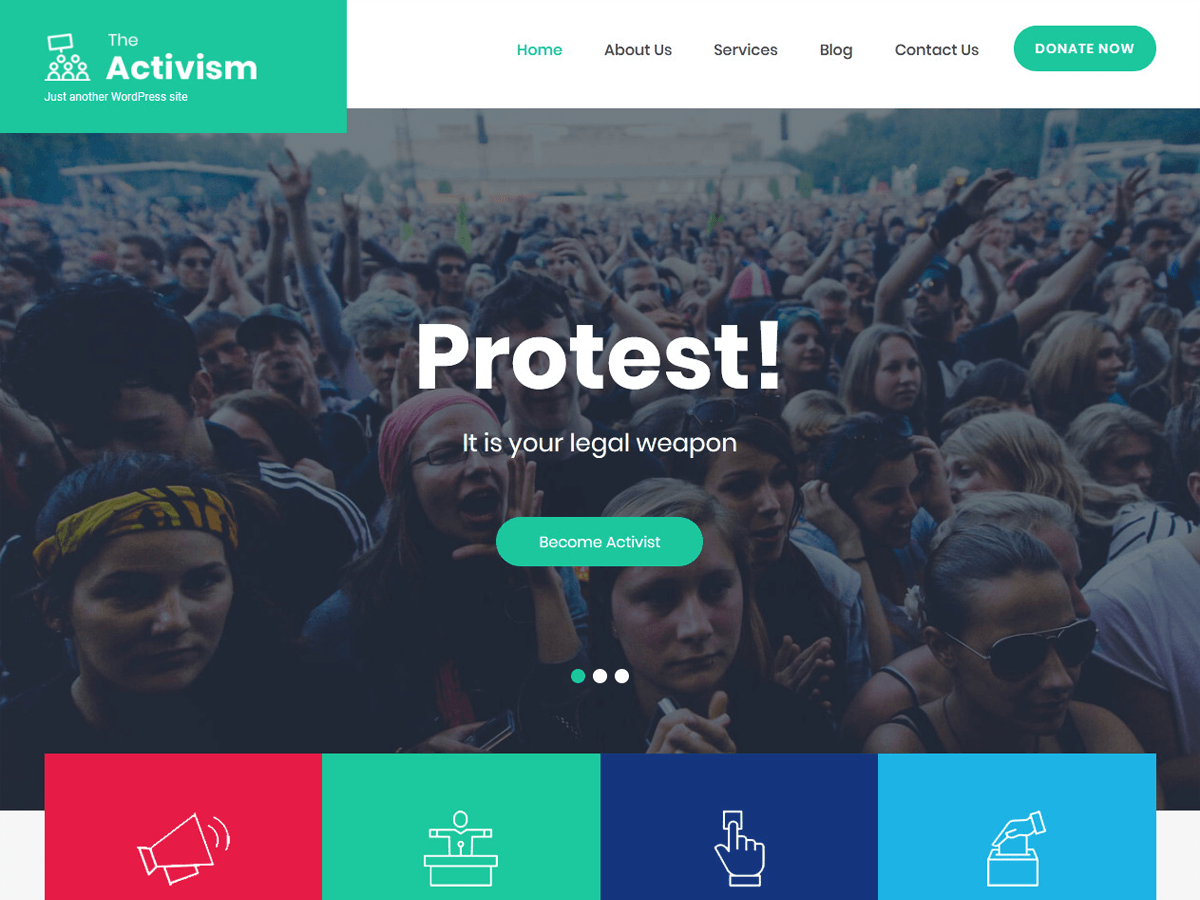 The
Activism
Just another WordPress site
Home
About Us
Services
Blog
Contact Us
DONATE NOW
Protest!
It is your legal weapon
Become Activist